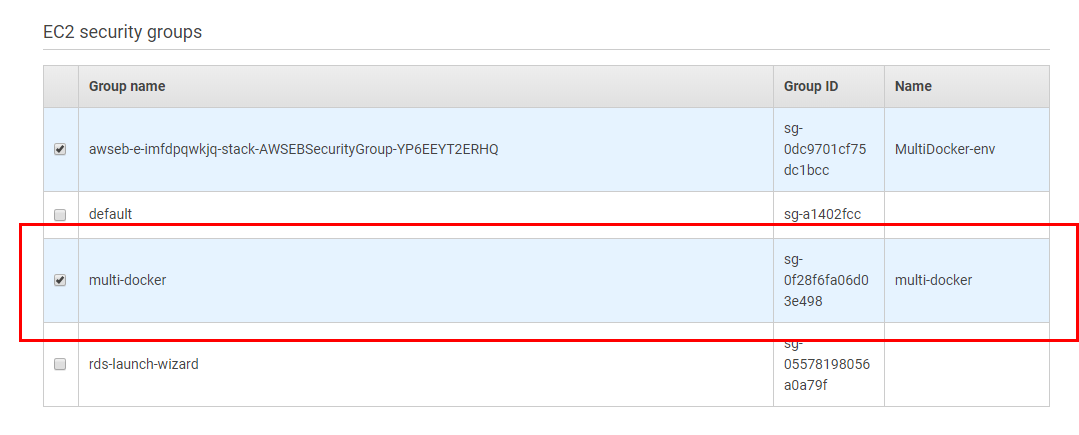 EC2 security groups
Group name Group ID Name
awseb-e-imfdpqwkjq-stack-AWSEBSecurityGroup-YP6EEYT2ERHQ sg-0dc9701cf75dc1bcc MultiDocker-env
default sg-a1402fcc
multi-docker sg-0f28f6fa06d03e498 multi-docker
rds-launch-wizard sg-05578198056a0a79f